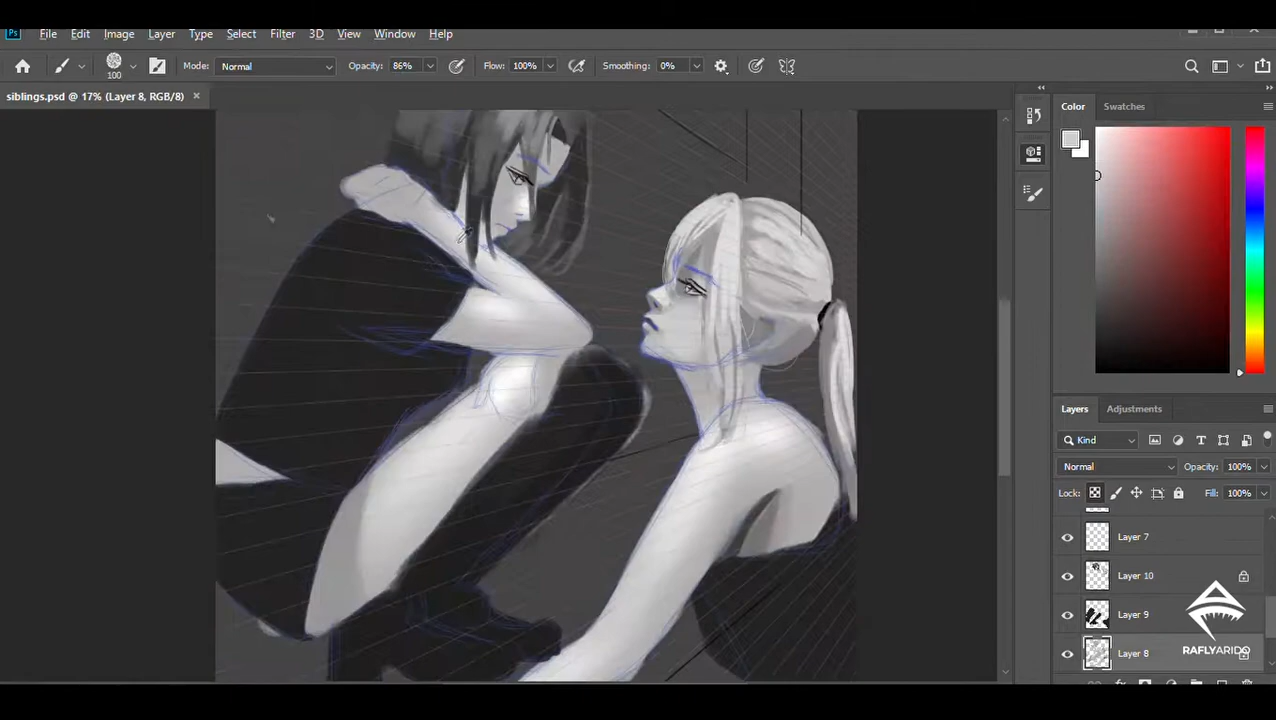 Ps File Edit Image Layer Type Select Filter 3D View Window Help
100 Mode: Normal Opacity: 86% Flow: 100% Smoothing: 0%
siblings.psd @ 17% (Layer 8, RGB/8) ×
Color Swatches
Layers Adjustments
Kind
Normal Opacity: 100%
Lock: Fill: 100%
Layer 7
Layer 10
Layer 9
Layer 8
RAFLYARIDO